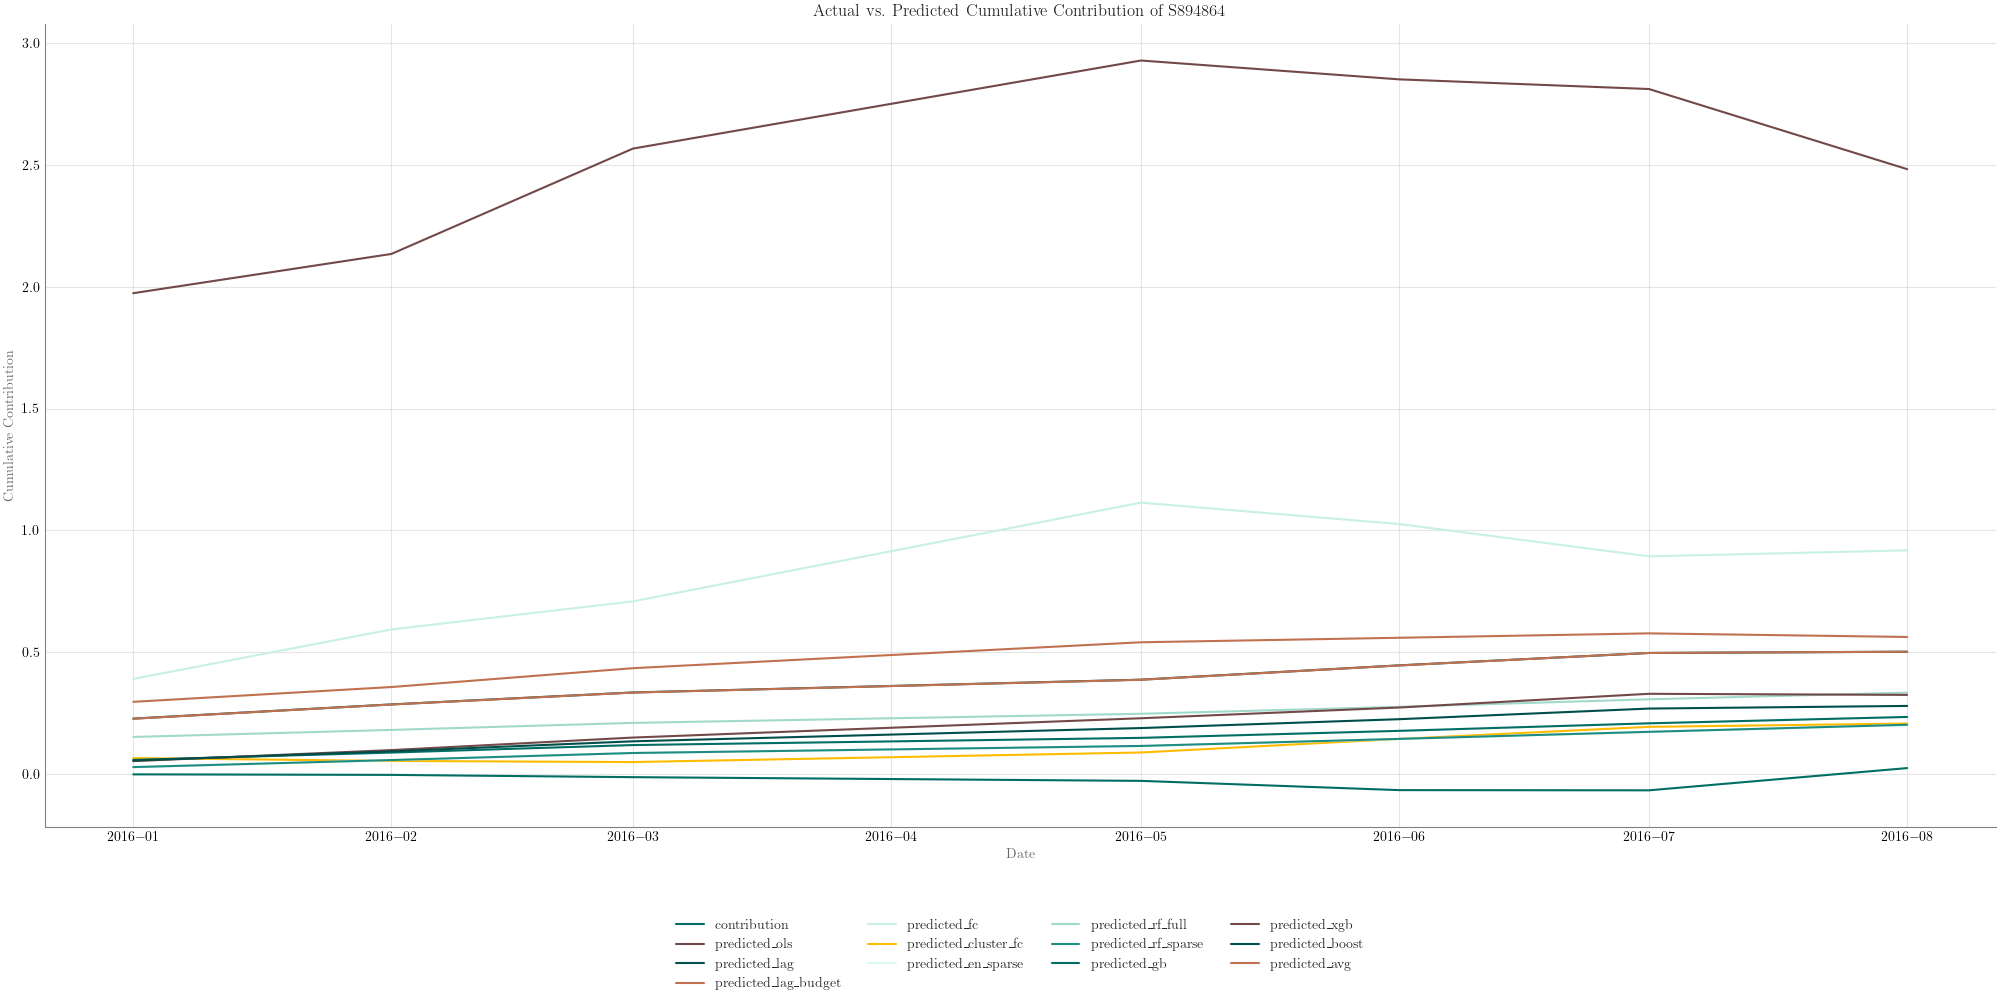 Actual vs. Predicted Cumulative Contribution of S894864
3.0
2.5
2.0
1.5
1.0
0.5
0.0
Cumulative Contribution
2016−01 2016−02 2016−03 2016−04 2016−05 2016−06 2016−07 2016−08
Date
contribution predicted_fc predicted_rf_full predicted_xgb
predicted_ols predicted_cluster_fc predicted_rf_sparse predicted_boost
predicted_lag predicted_en_sparse predicted_gb predicted_avg
predicted_lag_budget